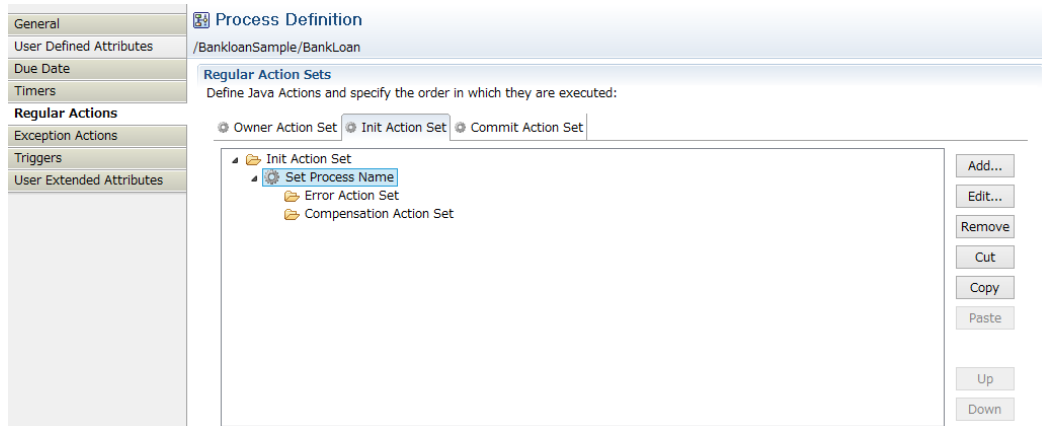 General
User Defined Attributes
Due Date
Timers
Regular Actions
Exception Actions
Triggers
User Extended Attributes
Process Definition
/BankloanSample/BankLoan
Regular Action Sets
Define Java Actions and specify the order in which they are executed:
Owner Action Set Init Action Set Commit Action Set
Init Action Set
Set Process Name
Error Action Set
Compensation Action Set
Add...
Edit...
Remove
Cut
Copy
Paste
Up
Down